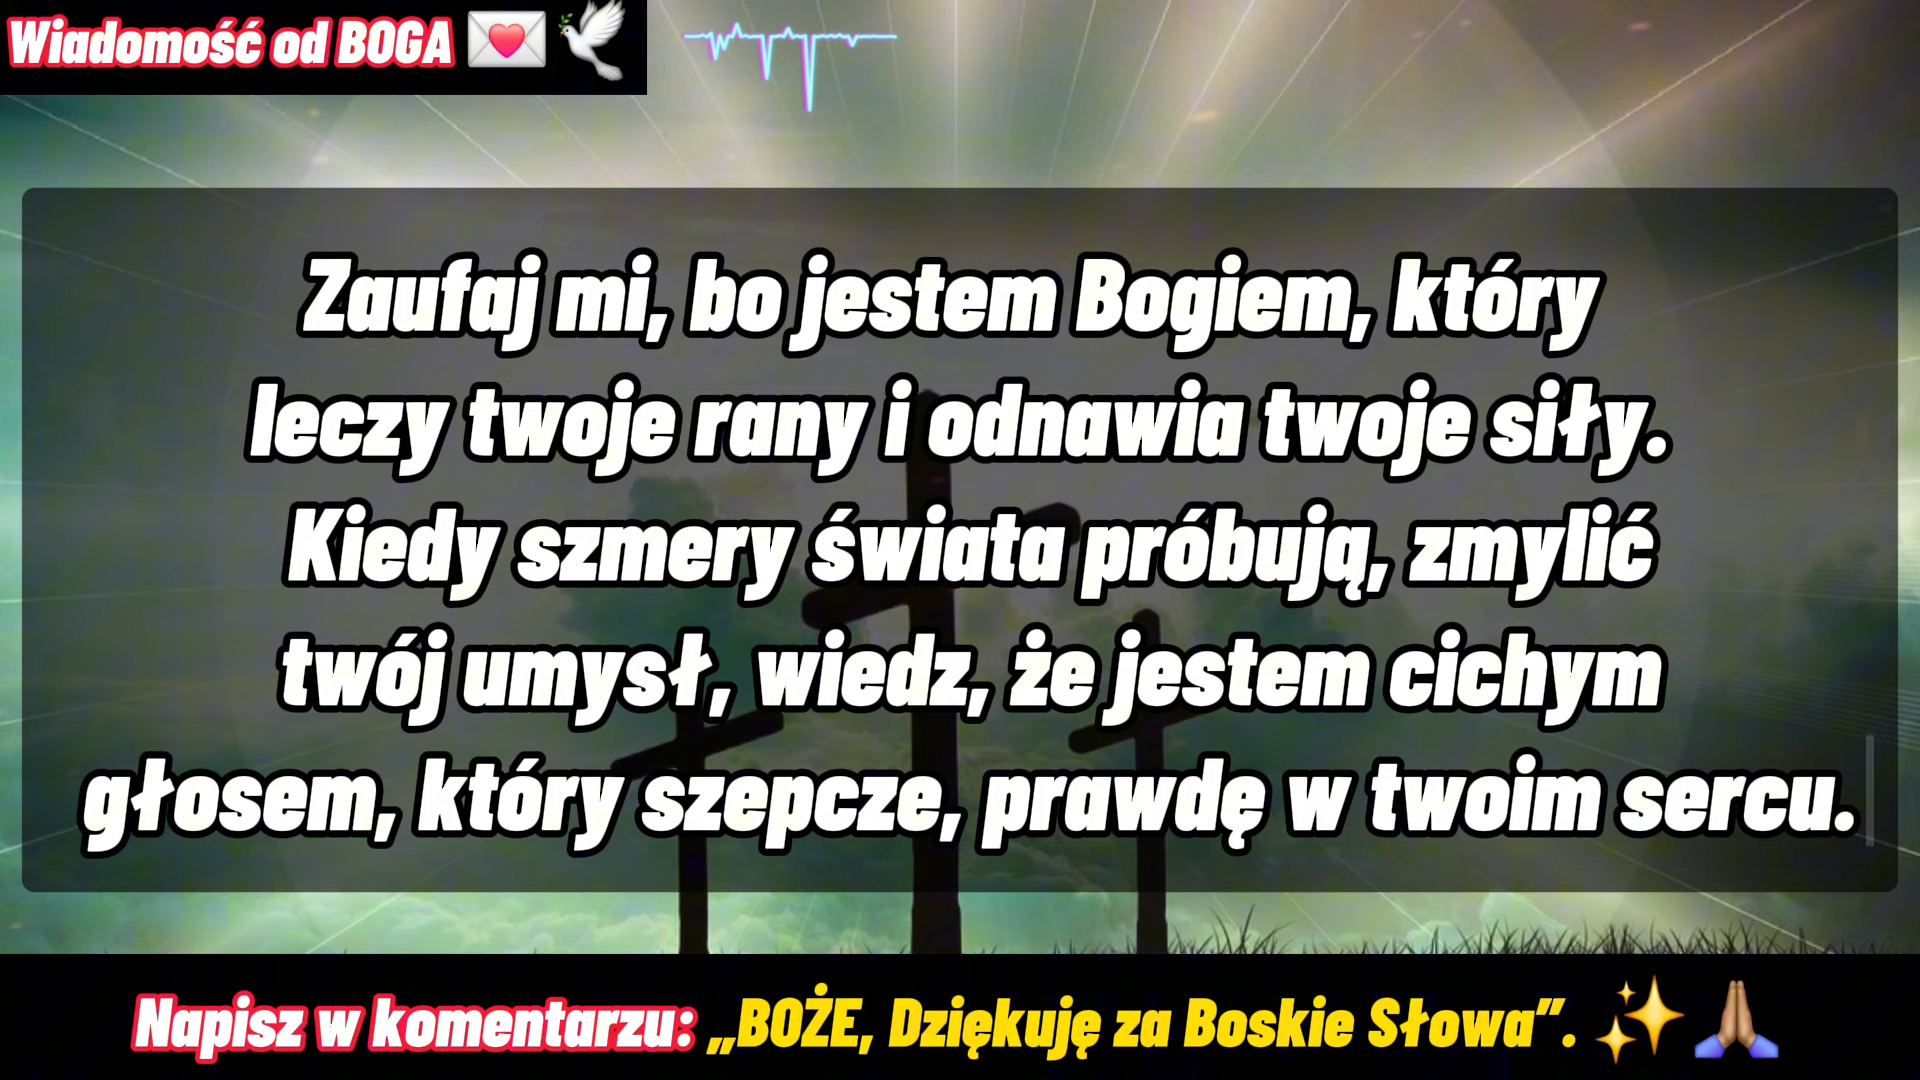 Wiadomość od BOGA 💌 🕊️
Zaufaj mi, bo jestem Bogiem, który
leczy twoje rany i odnawia twoje siły.
Kiedy szmery świata próbują, zmylić
twój umysł, wiedz, że jestem cichym
głosem, który szepcze, prawdę w twoim sercu.
Napisz w komentarzu: „BOŻE, Dziękuję za Boskie Słowa”. ✨ 🙏🏽